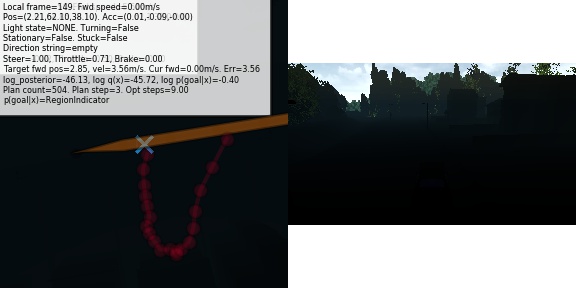 Local frame=149. Fwd speed=0.00m/s
Pos=(2.21,62.10,38.10). Acc=(0.01,-0.09,-0.00)
Light state=NONE. Turning=False
Stationary=False. Stuck=False
Direction string=empty
Steer=1.00, Throttle=0.71, Brake=0.00
Target fwd pos=2.85, vel=3.56m/s. Cur fwd=0.00m/s. Err=3.56
log_posterior=-46.13, log q(x)=-45.72, log p(goal|x)=-0.40
Plan count=504. Plan step=3. Opt steps=9.00
p(goal|x)=RegionIndicator